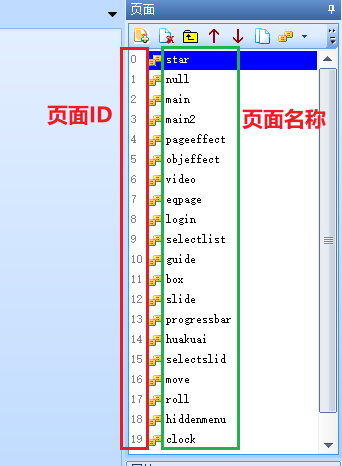 页面
0 star
1 null
2 main
页面ID
3 main2
页面名称
4 pageeffect
5 objeffect
6 video
7 eqpage
8 login
9 selectlist
10 guide
11 box
12 slide
13 progressbar
14 huakuai
15 selectslid
16 move
17 roll
18 hiddenmenu
19 clock